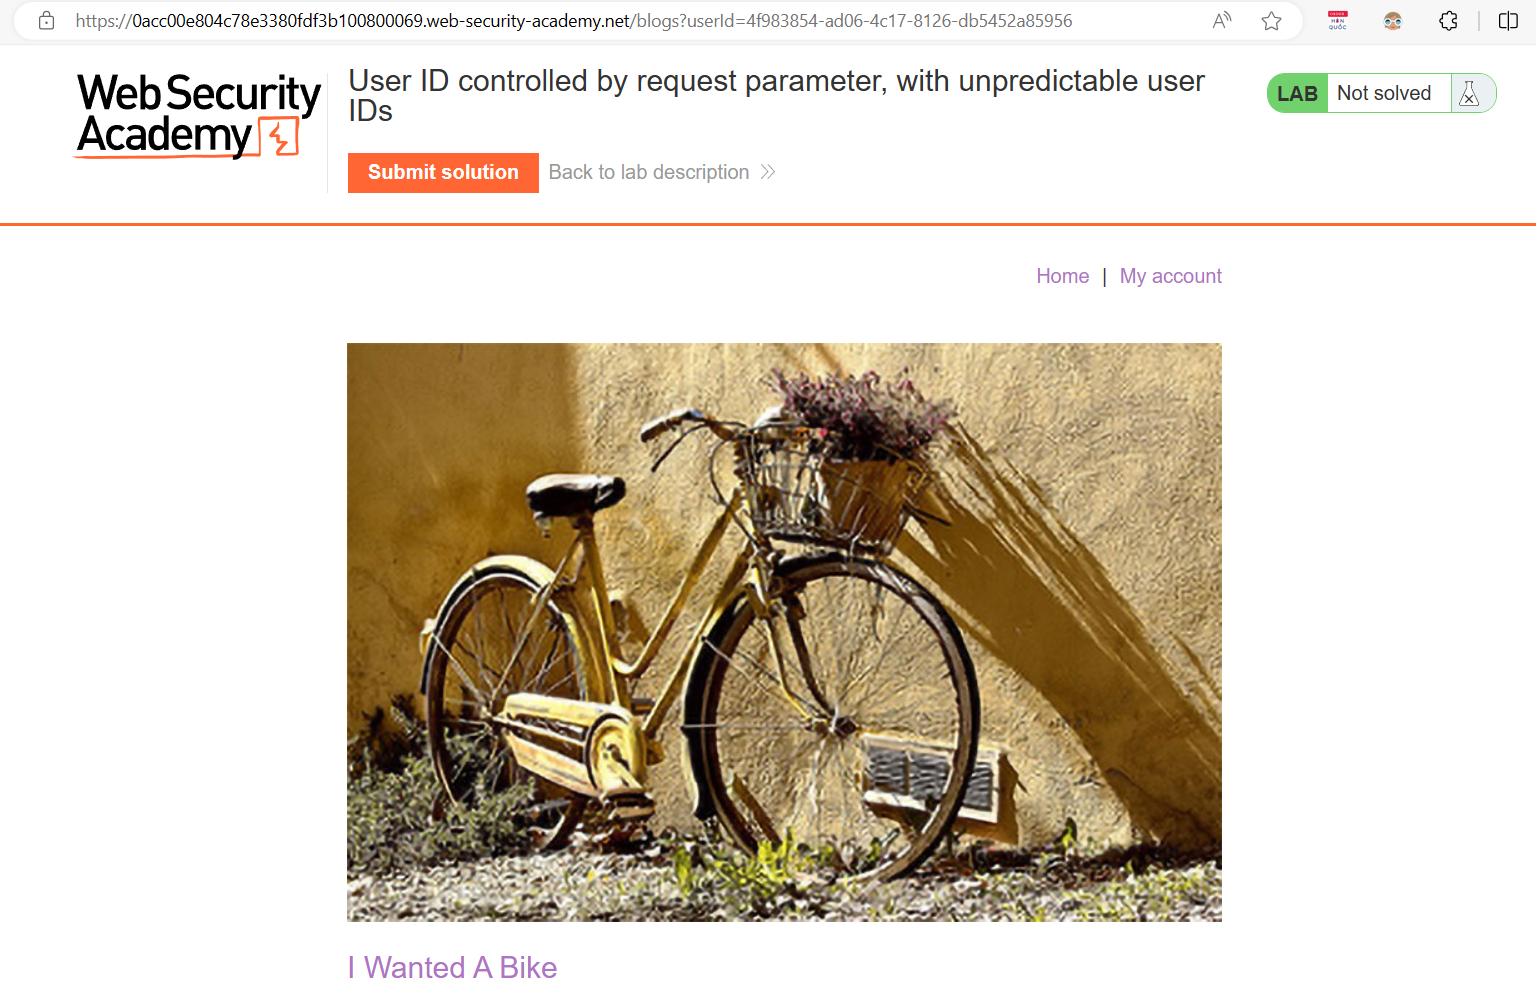 https://0acc00e804c78e3380fdf3b100800069.web-security-academy.net/blogs?userId=4f983854-ad06-4c17-8126-db5452a85956
Web Security
Academy
User ID controlled by request parameter, with unpredictable user
IDs
LAB Not solved
Submit solution Back to lab description
Home | My account
I Wanted A Bike